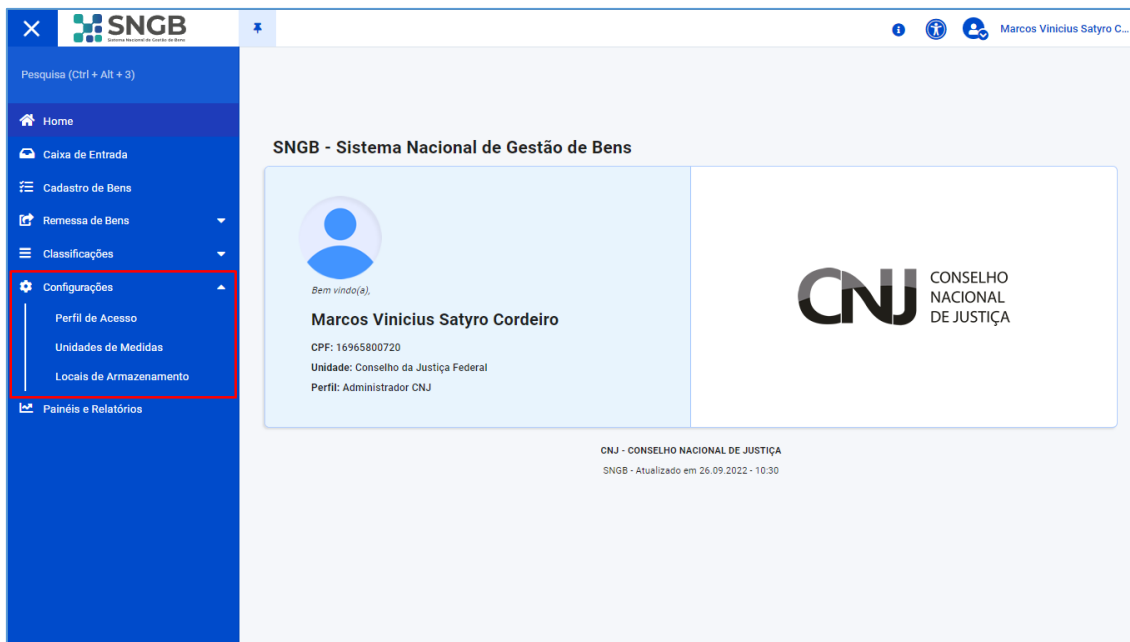 SNGB
Sistema Nacional de Gestão de Bens
Marcos Vinicius Satyro C...
Pesquisa (Ctrl + Alt + 3)
Home
Caixa de Entrada
Cadastro de Bens
Remessa de Bens
Classificações
Configurações
Perfil de Acesso
Unidades de Medidas
Locais de Armazenamento
Painéis e Relatórios
SNGB - Sistema Nacional de Gestão de Bens
Bem vindo(a),
Marcos Vinicius Satyro Cordeiro
CPF: 16965800720
Unidade: Conselho da Justiça Federal
Perfil: Administrador CNJ
CNJ
CONSELHO
NACIONAL
DE JUSTIÇA
CNJ - CONSELHO NACIONAL DE JUSTIÇA
SNGB - Atualizado em 26.09.2022 - 10:30